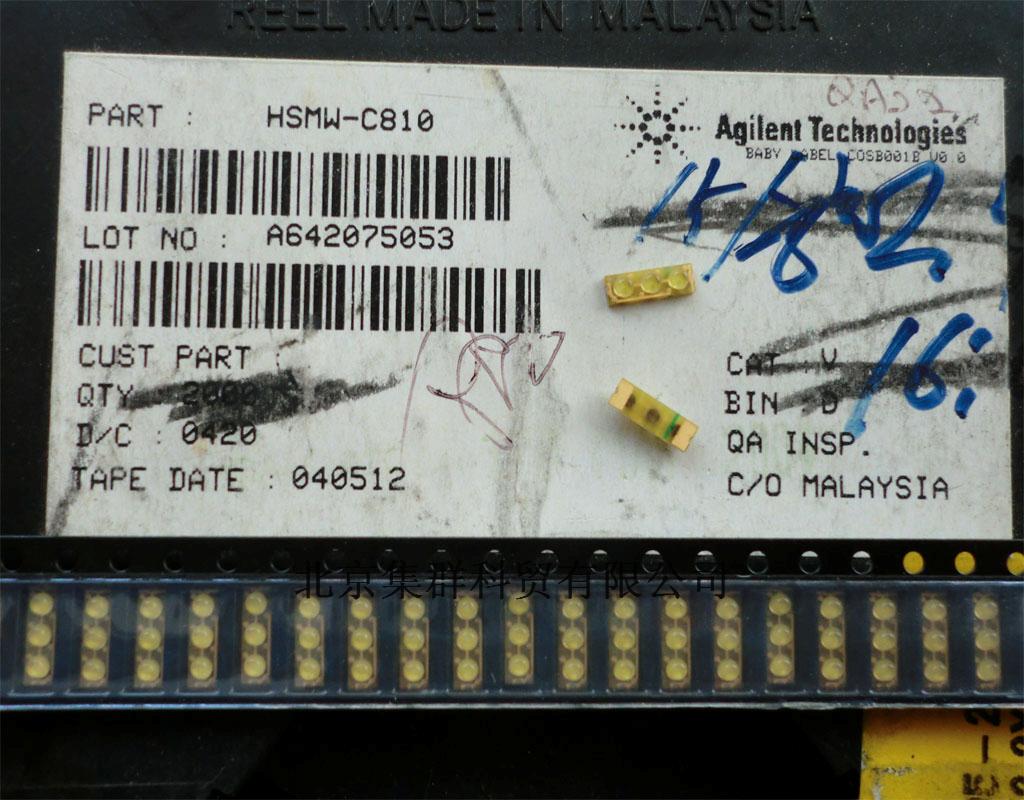 REEL MADE IN MALAYSIA
PART : HSMW-C810
Agilent Technologies
BABY LABEL COSB001B V0.0
LOT NO : A642075053
CUST PART :
QTY 2000
D/C : 0420
TAPE DATE : 040512
CAT : V
BIN : D
QA INSP.
C/O MALAYSIA
16:
北京集群科贸有限公司